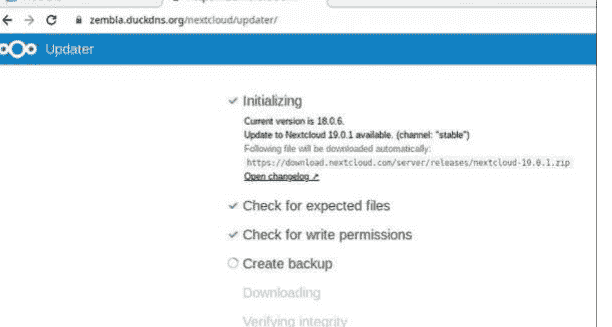 zembla.duckdns.org/nextcloud/updater/
Updater
Initializing
Current version is 18.0.6.
Update to Nextcloud 19.0.1 available. (channel: "stable")
Following file will be downloaded automatically:
https://download.nextcloud.com/server/releases/nextcloud-19.0.1.zip
Open changelog ↗
Check for expected files
Check for write permissions
Create backup
Downloading
Verifying integrity